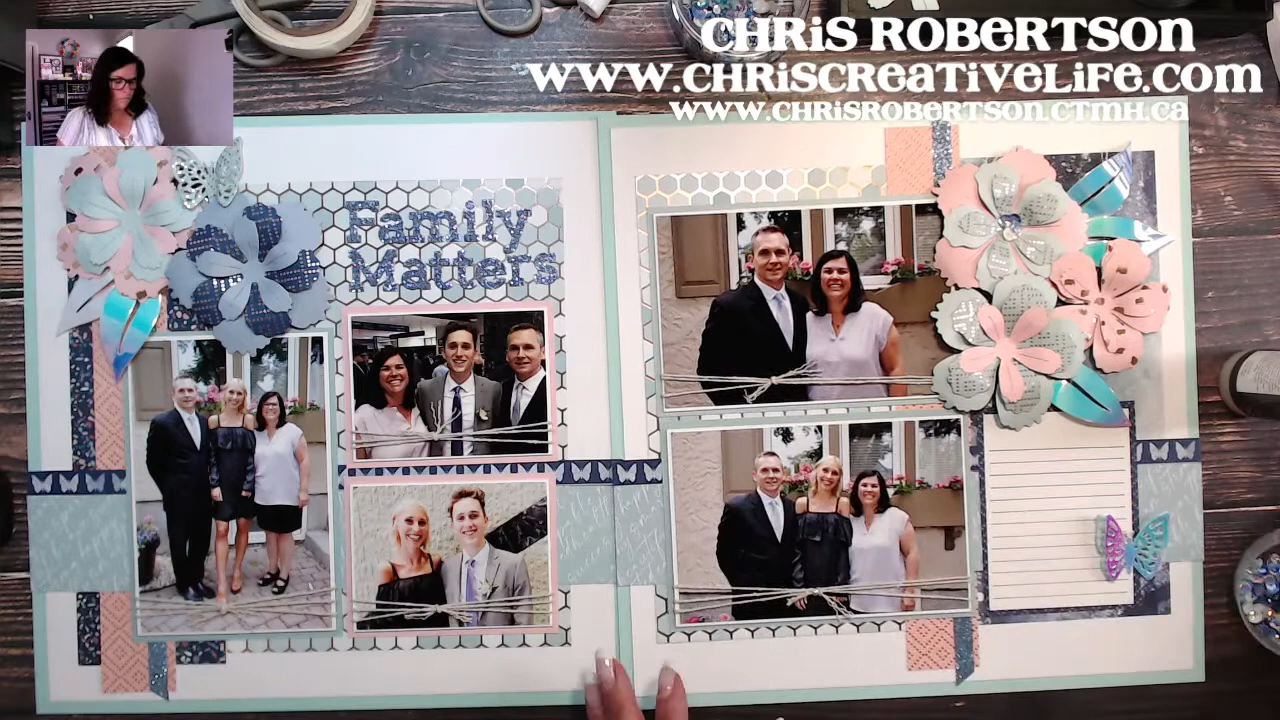 CHRIS ROBERTSON
www.CHRISCREATIVELIFE.COM
www.CHRISROBERTSON.CTMH.CA
Family
Matters